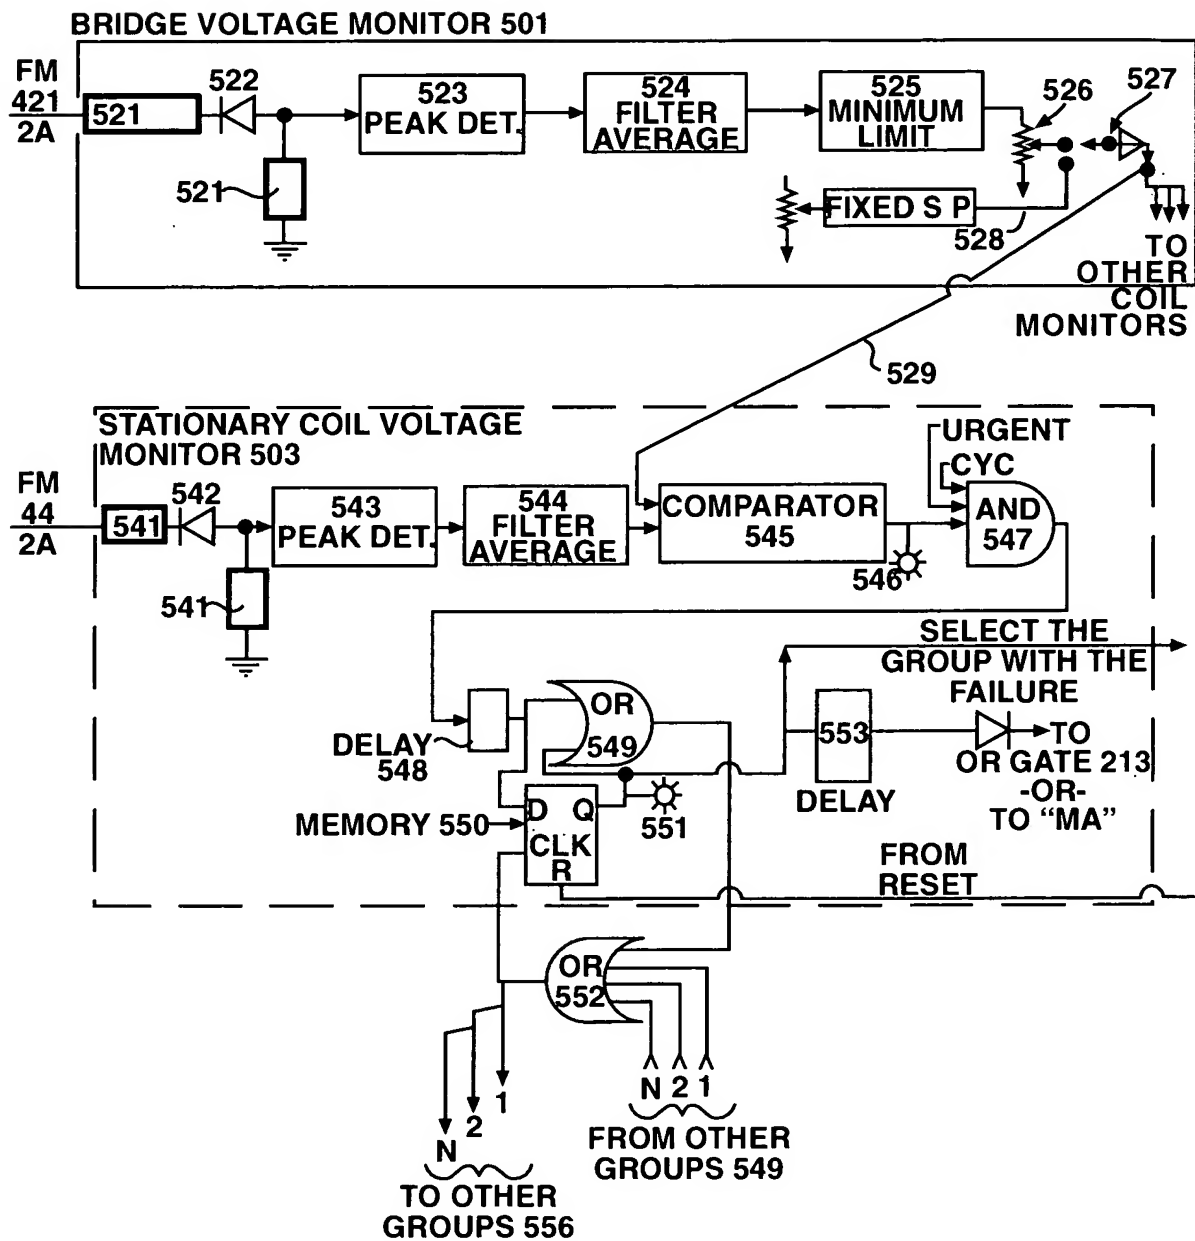 BRIDGE VOLTAGE MONITOR 501
FM
421
2A
521
522
523
PEAK DET.
524
FILTER
AVERAGE
525
MINIMUM
LIMIT
526
527
521
FIXED S P
528
TO
OTHER
COIL
MONITORS
529
STATIONARY COIL VOLTAGE
MONITOR 503
FM
44
2A
541
542
543
PEAK DET.
544
FILTER
AVERAGE
COMPARATOR
545
546
URGENT
CYC
AND
547
541
SELECT THE
GROUP WITH THE
FAILURE
DELAY
548
OR
549
553
DELAY
TO
OR GATE 213
-OR-
TO "MA"
MEMORY 550
D Q
CLK
R
551
FROM
RESET
OR
552
N 2 1
FROM OTHER
GROUPS 549
1
2
N
TO OTHER
GROUPS 556